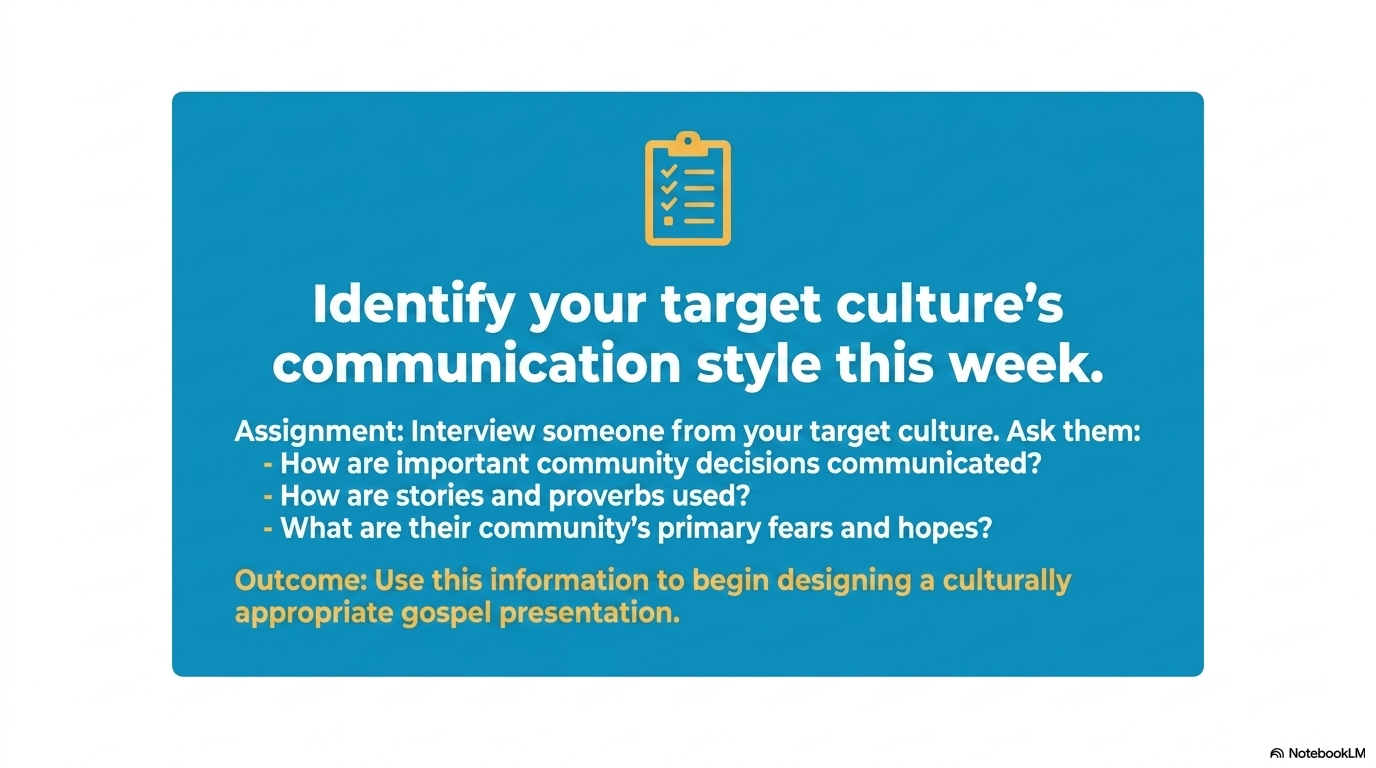 Identify your target culture’s
communication style this week.
Assignment: Interview someone from your target culture. Ask them:
- How are important community decisions communicated?
- How are stories and proverbs used?
- What are their community’s primary fears and hopes?
Outcome: Use this information to begin designing a culturally
appropriate gospel presentation.
NotebookLM